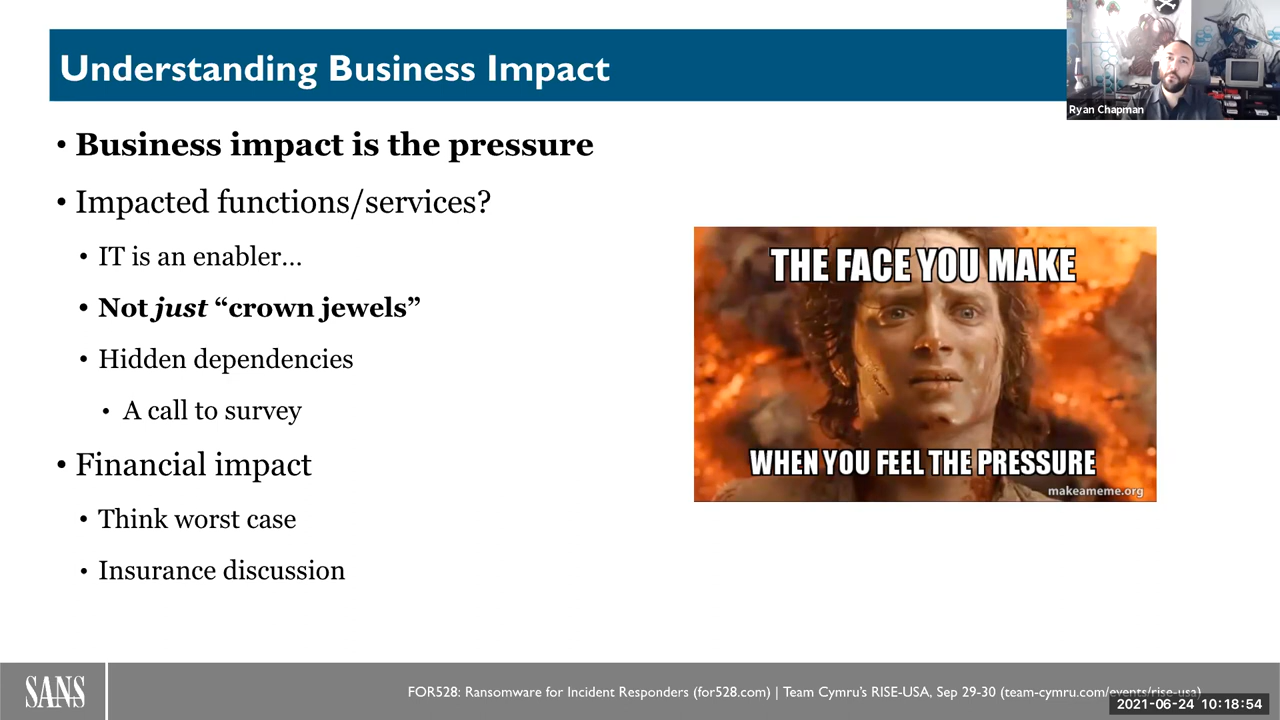 Understanding Business Impact
Ryan Chapman
• Business impact is the pressure
• Impacted functions/services?
• IT is an enabler...
• Not just “crown jewels”
• Hidden dependencies
• A call to survey
• Financial impact
• Think worst case
• Insurance discussion
THE FACE YOU MAKE
WHEN YOU FEEL THE PRESSURE
makeameme.org
SANS
FOR528: Ransomware for Incident Responders (for528.com) | Team Cymru’s RISE-USA, Sep 29-30 (team-cymru.com/events/rise-usa)
2021-06-24 10:18:54